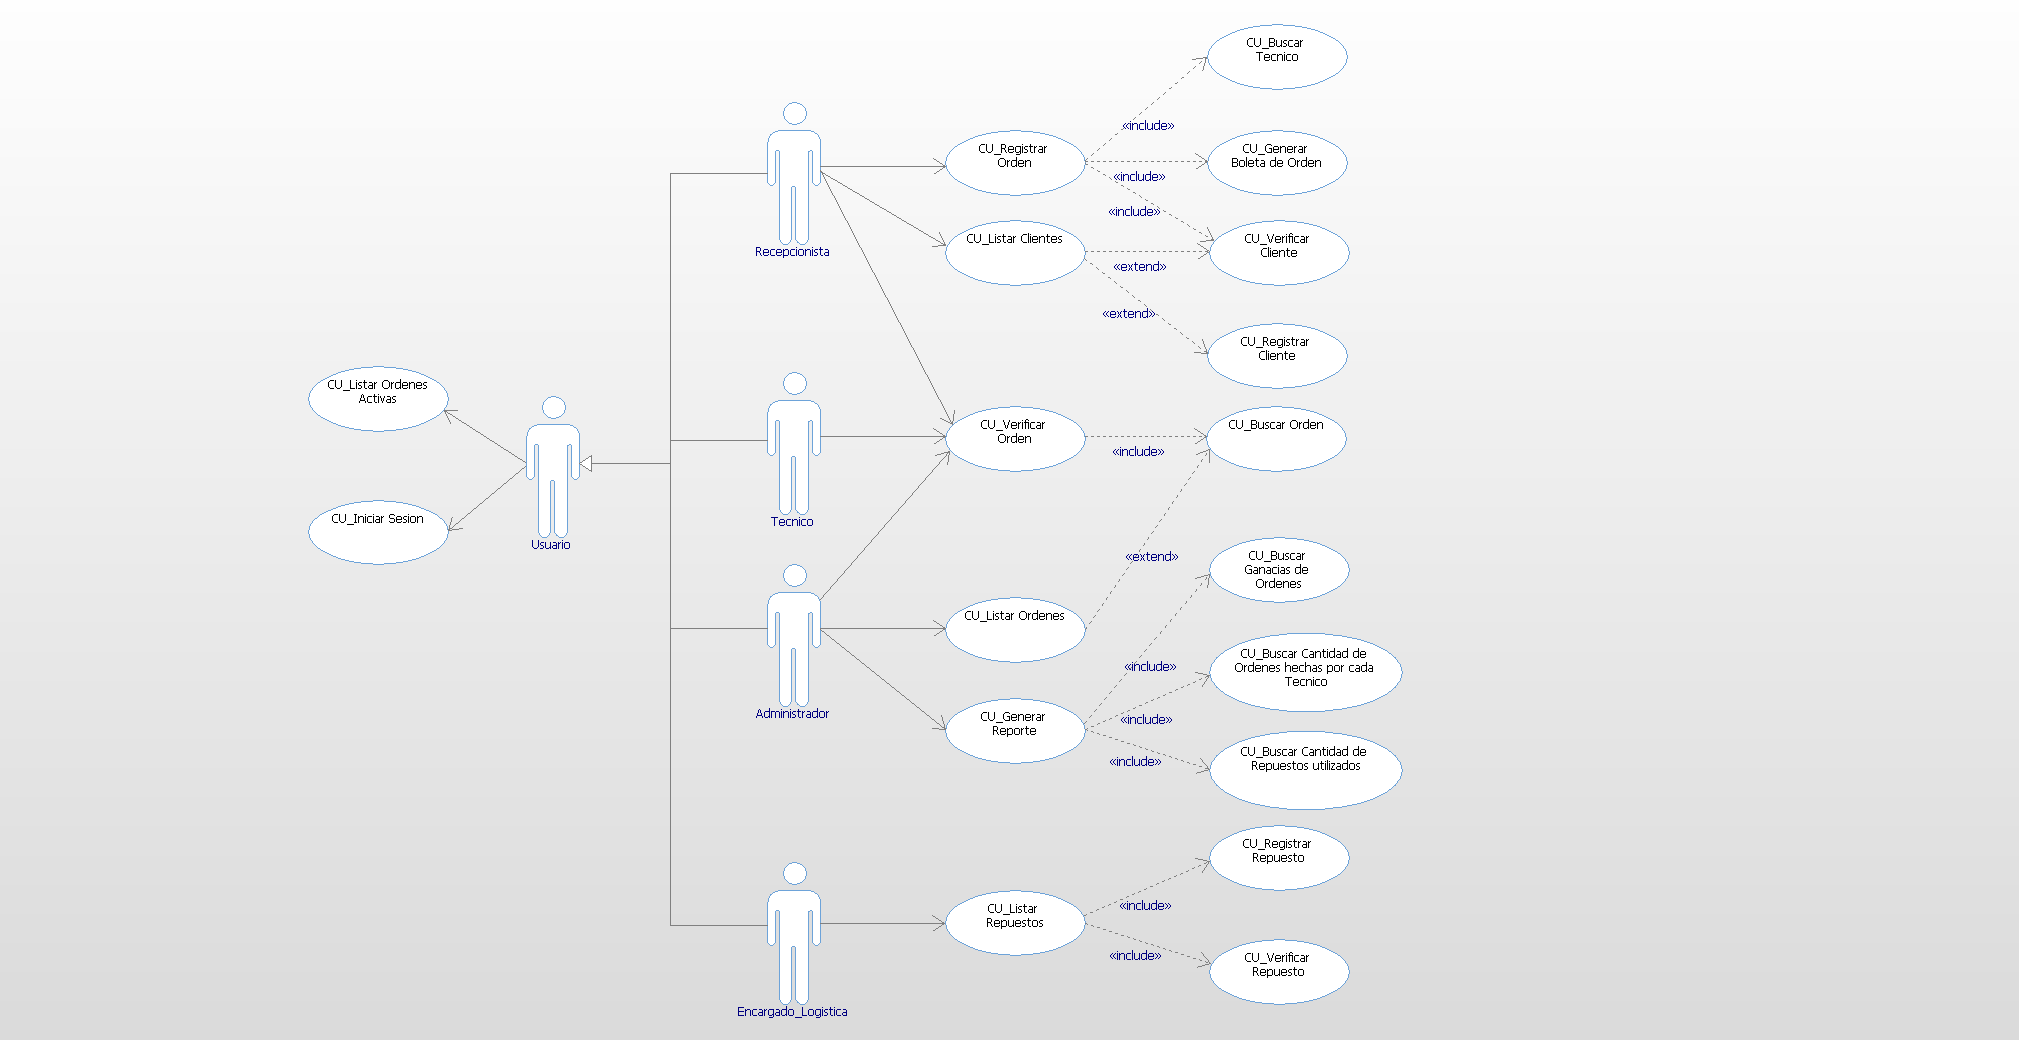 CU_Buscar
Tecnico
«include»
CU_Registrar
Orden
CU_Generar
Boleta de Orden
«include»
«include»
Recepcionista
CU_Listar Clientes
CU_Verificar
Cliente
«extend»
«extend»
CU_Registrar
Cliente
CU_Listar Ordenes
Activas
CU_Verificar
Orden
CU_Buscar Orden
«include»
CU_Iniciar Sesion
Usuario
Tecnico
«extend»
CU_Buscar
Ganacias de
Ordenes
CU_Listar Ordenes
«include»
CU_Buscar Cantidad de
Ordenes hechas por cada
Tecnico
Administrador
CU_Generar
Reporte
«include»
«include»
CU_Buscar Cantidad de
Repuestos utilizados
CU_Registrar
Repuesto
CU_Listar
Repuestos
«include»
«include»
CU_Verificar
Repuesto
Encargado_Logistica